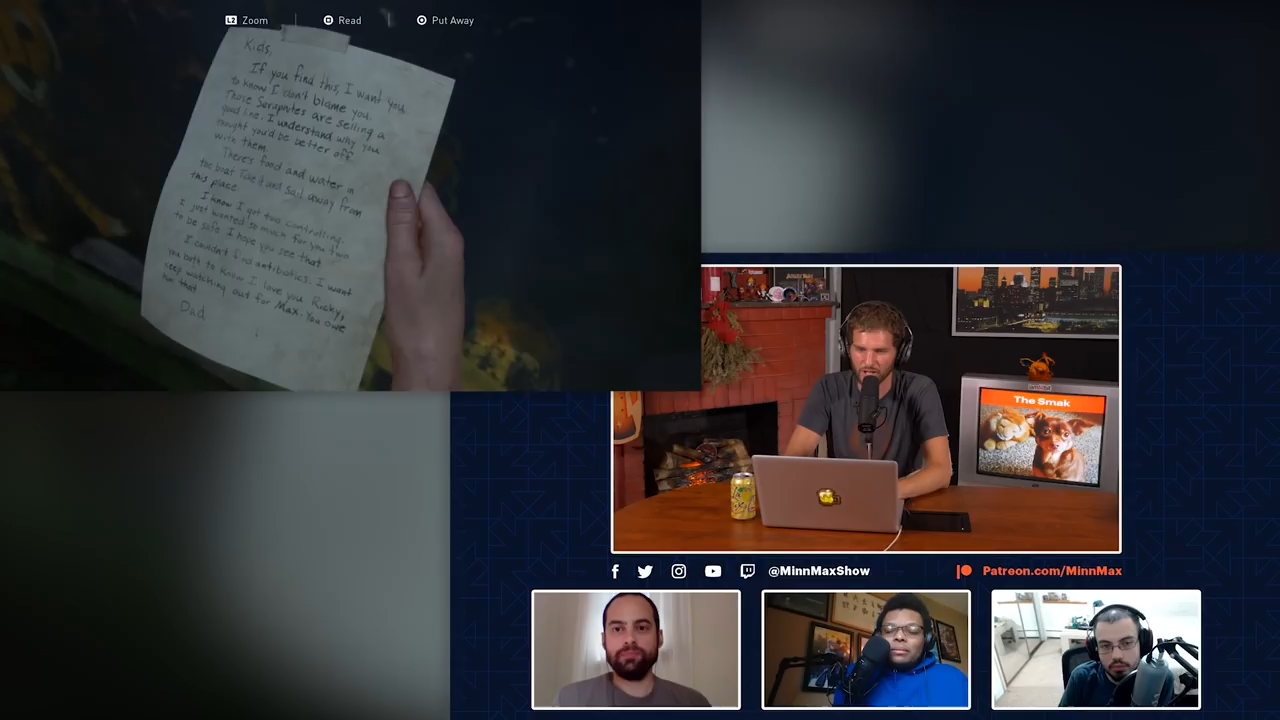 L2 Zoom
Read
Put Away
Kids,
If you find this, I want you
to know I don't blame you.
Those Seraphites are selling a
good line. I understand why you
thought you'd be better off
with them.
There's food and water in
the boat. Take it and sail away from
this place.
I know I got too controlling.
I just wanted so much for you two
to be safe. I hope you see that.
I couldn't find antibiotics. I want
you both to know I love you. Rocky,
keep watching out for Max. You owe
him that.
Dad
The Smak
@MinnMaxShow
Patreon.com/MinnMax